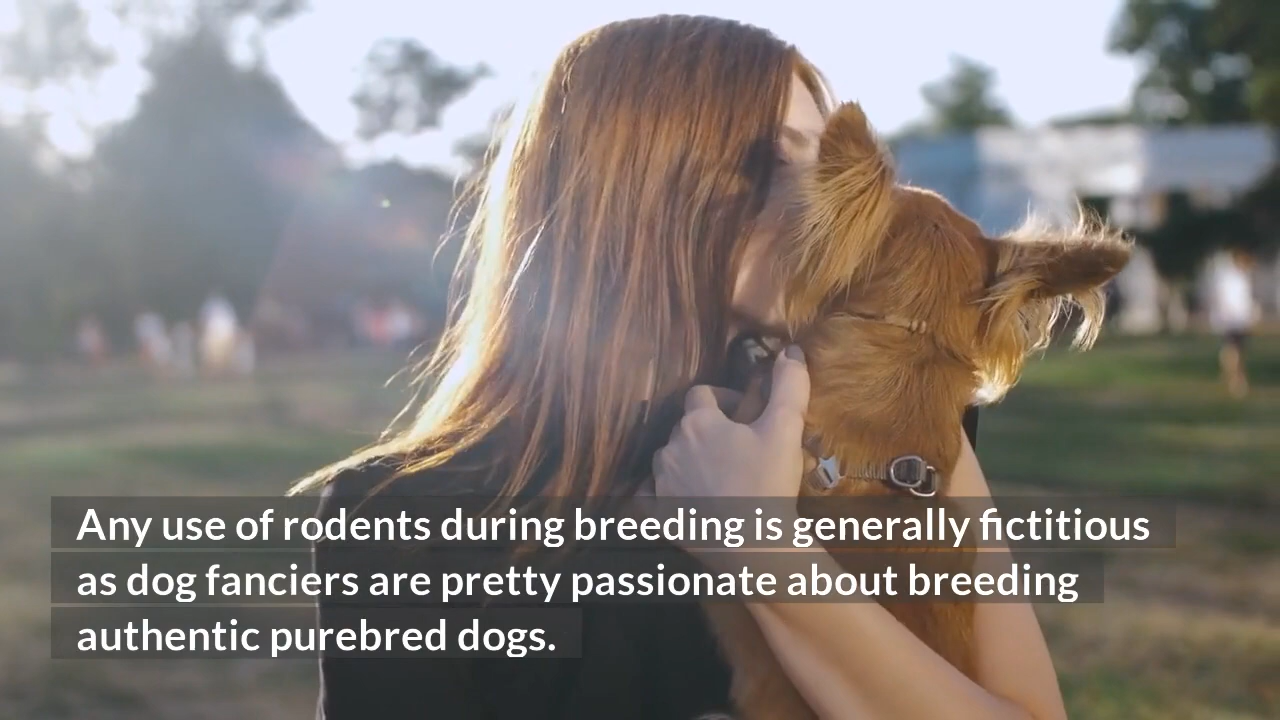 Any use of rodents during breeding is generally fictitious
as dog fanciers are pretty passionate about breeding
authentic purebred dogs.